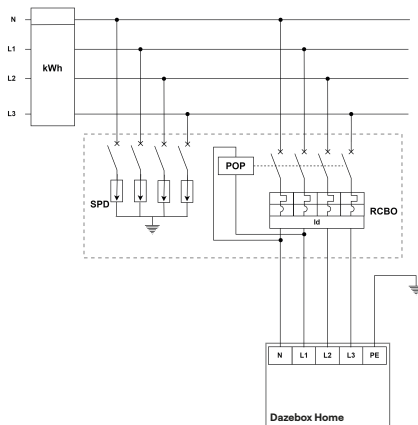 N
L1
kWh
L2
L3
POP
SPD
RCBO
Id
N L1 L2 L3 PE
Dazebox Home